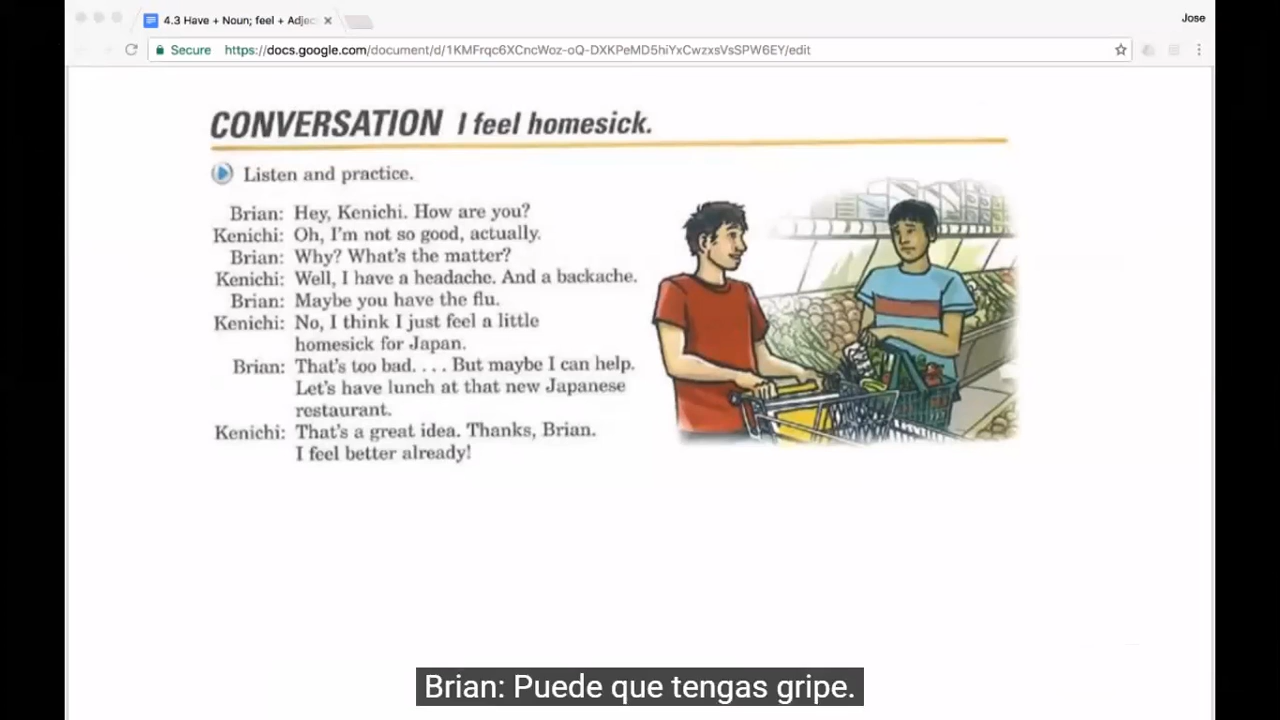 4.3 Have + Noun; feel + Adjec
Jose
Secure https://docs.google.com/document/d/1KMFrqc6XCncWoz-oQ-DXKPeMD5hiYxCwzxsVsSPW6EY/edit
CONVERSATION I feel homesick.
Listen and practice.
Brian: Hey, Kenichi. How are you?
Kenichi: Oh, I'm not so good, actually.
Brian: Why? What's the matter?
Kenichi: Well, I have a headache. And a backache.
Brian: Maybe you have the flu.
Kenichi: No, I think I just feel a little
homesick for Japan.
Brian: That's too bad. . . . But maybe I can help.
Let's have lunch at that new Japanese
restaurant.
Kenichi: That's a great idea. Thanks, Brian.
I feel better already!
Brian: Puede que tengas gripe.